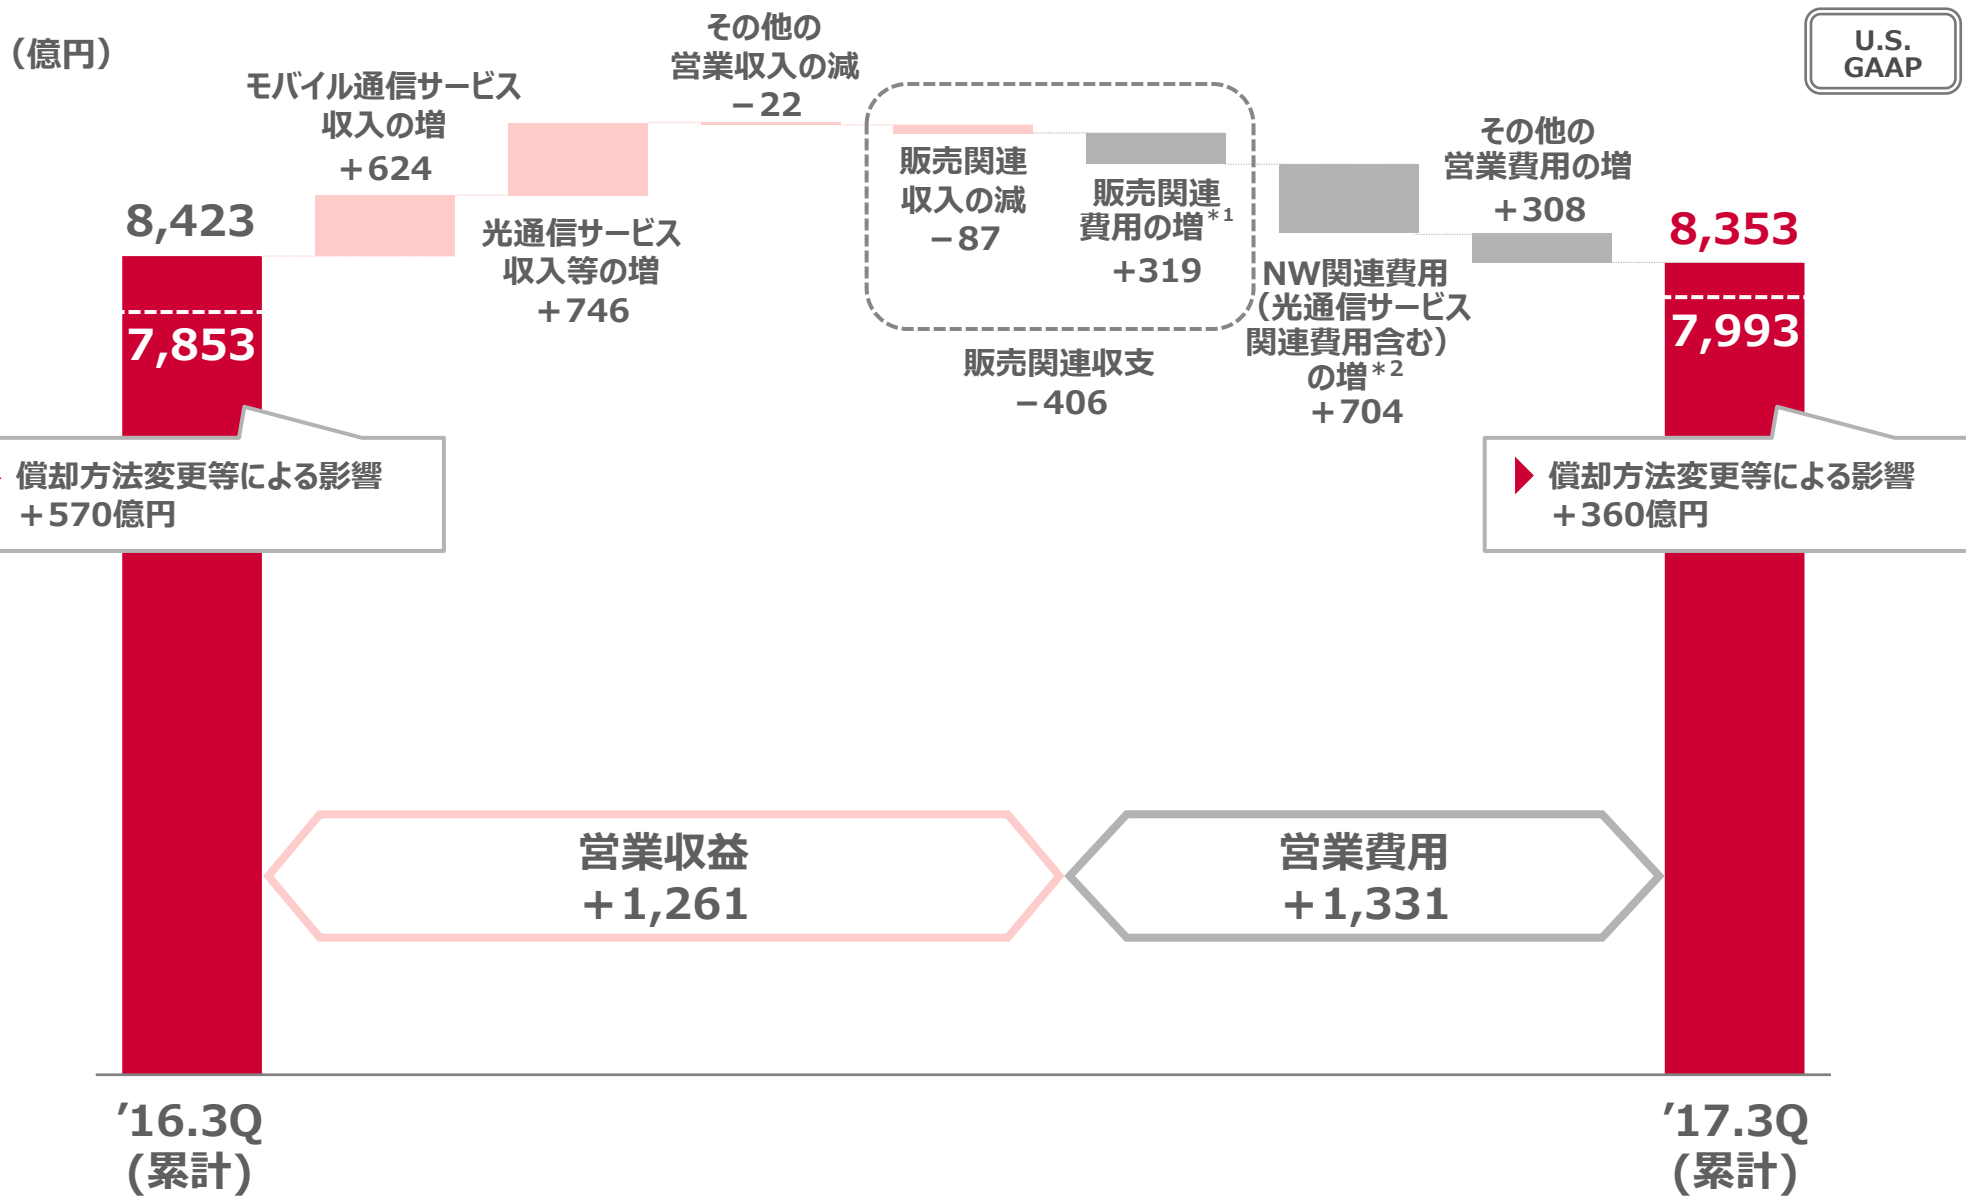 （億円）
U.S.
GAAP
8,423
7,853
モバイル通信サービス
収入の増
＋624
光通信サービス
収入等の増
＋746
その他の
営業収入の減
－22
販売関連
収入の減
－87
販売関連
費用の増*1
+319
販売関連収支
－406
NW関連費用
（光通信サービス
関連費用含む）
の増*2
＋704
その他の
営業費用の増
＋308
8,353
7,993
償却方法変更等による影響
＋570億円
償却方法変更等による影響
＋360億円
営業収益
＋1,261
営業費用
＋1,331
’16.3Q
(累計)
’17.3Q
(累計)